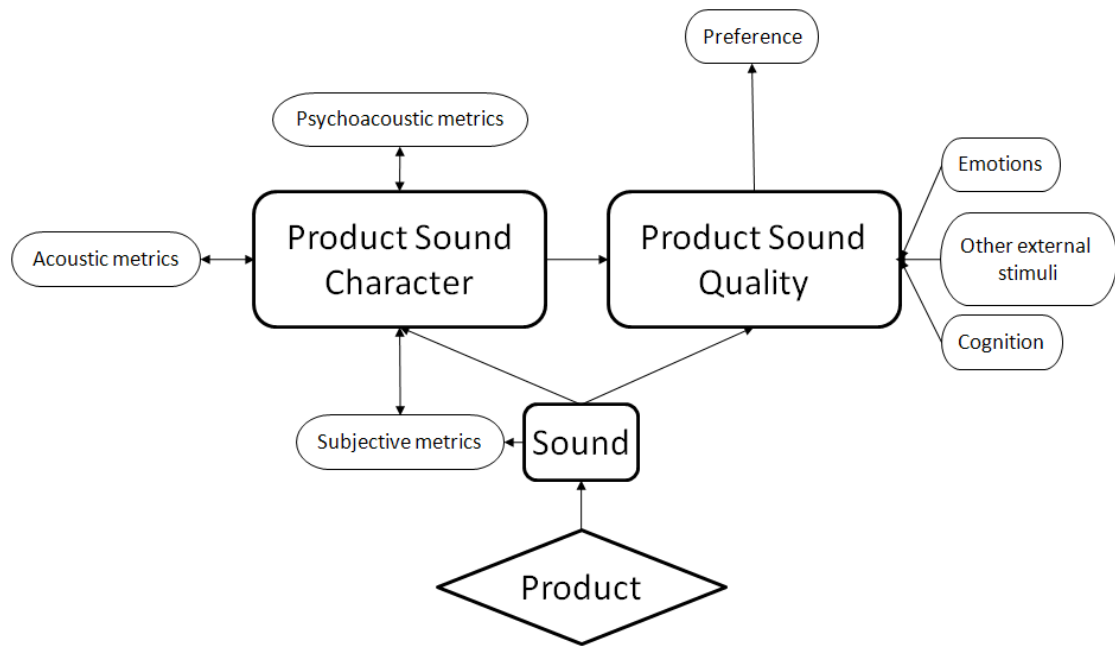 Preference
Psychoacoustic metrics
Emotions
Product Sound
Character
Product Sound
Quality
Acoustic metrics
Other external
stimuli
Cognition
Subjective metrics
Sound
Product